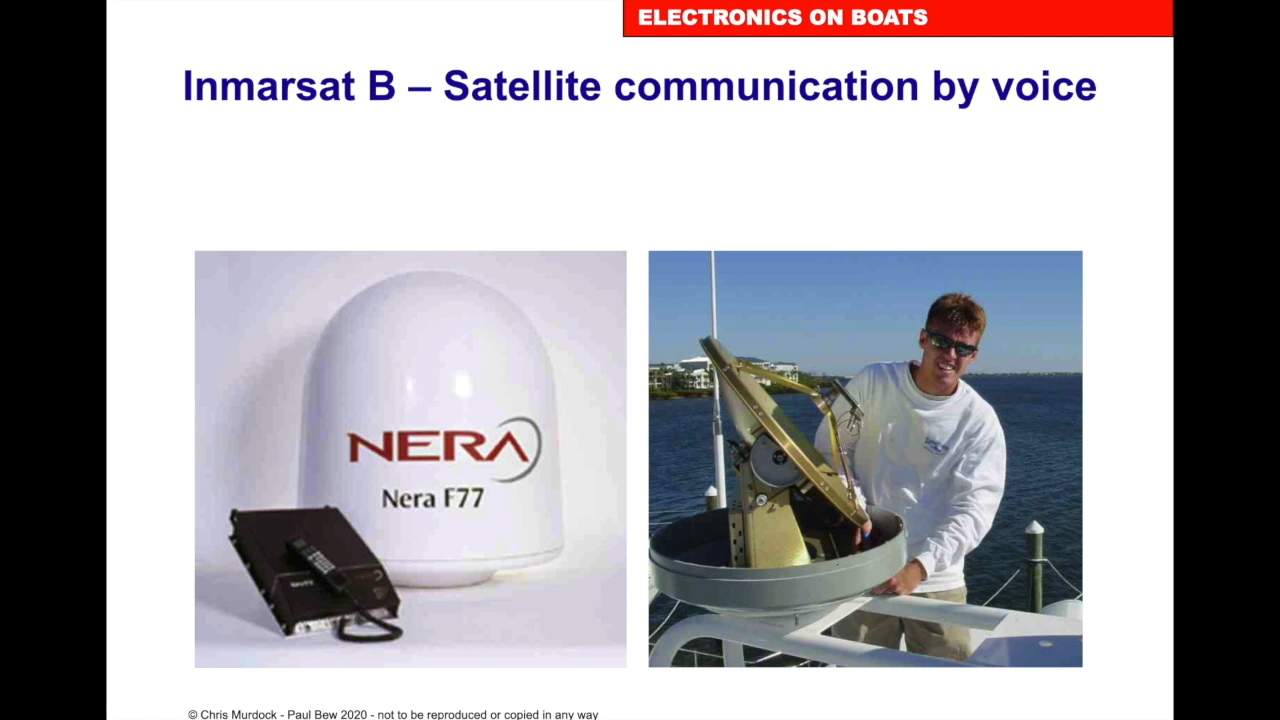 ELECTRONICS ON BOATS
Inmarsat B – Satellite communication by voice
NERA
Nera F77
© Chris Murdock - Paul Bew 2020 - not to be reproduced or copied in any way